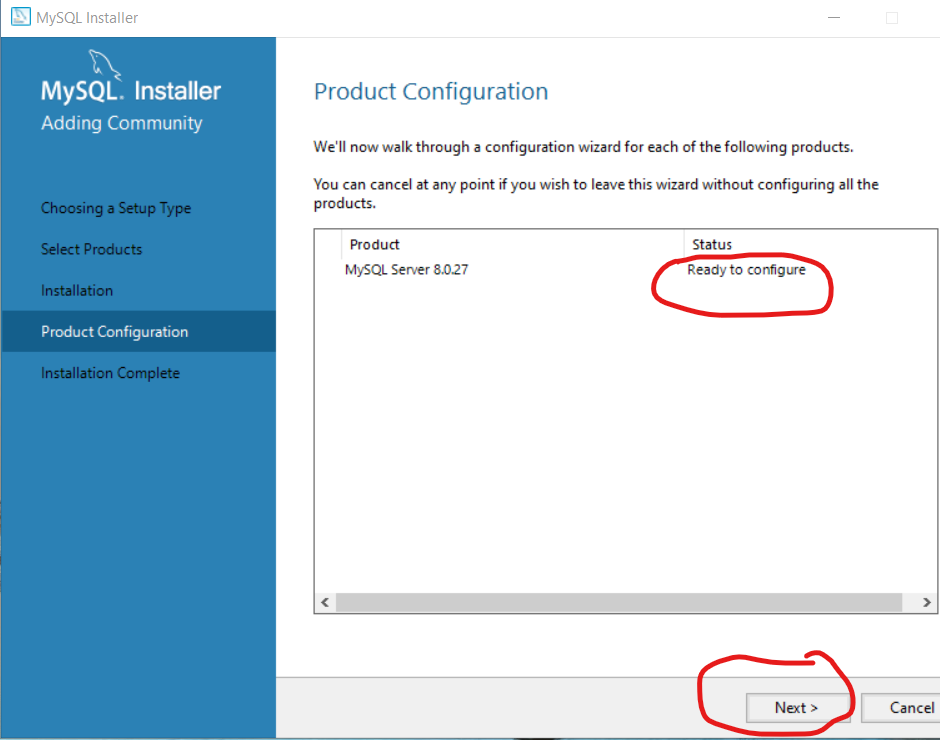 MySQL Installer
MySQL. Installer
Adding Community
Choosing a Setup Type
Select Products
Installation
Product Configuration
Installation Complete
Product Configuration
We'll now walk through a configuration wizard for each of the following products.
You can cancel at any point if you wish to leave this wizard without configuring all the
products.
Product Status
MySQL Server 8.0.27 Ready to configure
Next > Cancel